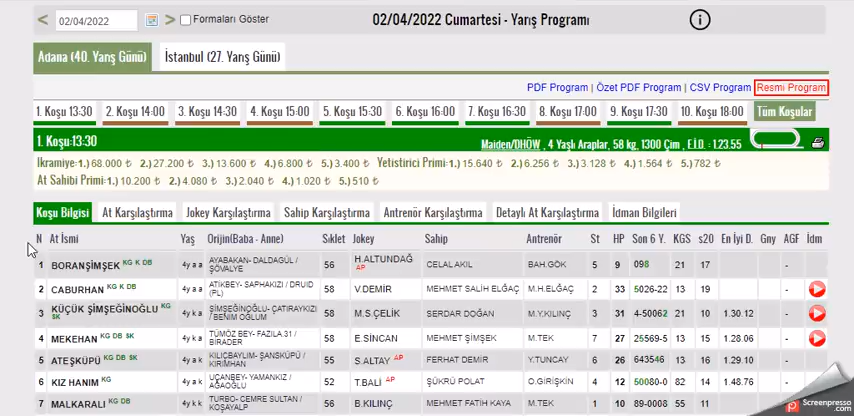 02/04/2022 Formaları Göster 02/04/2022 Cumartesi - Yarış Programı
Adana (40. Yarış Günü) İstanbul (27. Yarış Günü)
PDF Program | Özet PDF Program | CSV Program Resmi Program
1. Koşu 13:30 2. Koşu 14:00 3. Koşu 14:30 4. Koşu 15:00 5. Koşu 15:30 6. Koşu 16:00 7. Koşu 16:30 8. Koşu 17:00 9. Koşu 17:30 10. Koşu 18:00 Tüm Koşular
1. Koşu:13:30 Maiden/DHÖW , 4 Yaşlı Araplar, 58 kg, 1300 Çim , E.İ.D. : 1.23.55
Ikramiye:1.)68.000 ₺ 2.)27.200 ₺ 3.)13.600 ₺ 4.)6.800 ₺ 5.)3.400 ₺ Yetistirici Primi:1.)15.640 ₺ 2.)6.256 ₺ 3.)3.128 ₺ 4.)1.564 ₺ 5.)782 ₺
At Sahibi Primi:1.)10.200 ₺ 2.)4.080 ₺ 3.)2.040 ₺ 4.)1.020 ₺ 5.)510 ₺
Koşu Bilgisi At Karşılaştırma Jokey Karşılaştırma Sahip Karşılaştırma Antrenör Karşılaştırma Detaylı At Karşılaştırma İdman Bilgileri
N At İsmi Yaş Orijin(Baba - Anne) Sıklet Jokey Sahip Antrenör St HP Son 6 Y. KGS s20 En İyi D. Gny AGF İdm
1 BORANŞİMŞEK KG K DB 4y a a AYABAKAN- DALDAGÜL / ŞÖVALYE 56 H.ALTUNDAĞ AP CELAL AKIL BAH.GÖK 5 9 098 21 17 -
2 CABURHAN KG K DB 4y a a ATİKBEY- SAPHAKIZI / DRUID (PL) 58 V.DEMİR MEHMET SALİH ELĞAÇ M.H.ELĞAÇ 2 33 5026-22 13 19 -
3 KÜÇÜK ŞİMŞEĞİNOĞLU KG SK 4y k a ŞİMŞEĞİNOĞLU- ÇATIRAYKIZI / BENİM OĞLUM 58 M.S.ÇELİK SERDAR DOĞAN M.Y.KILINÇ 3 31 4-50062 21 10 1.30.12 -
4 MEKEHAN KG DB SK 4y k a TÜMÖZ BEY- FAZILA 31 / BİRADER 58 E.SİNCAN MEHMET ŞİMŞEK M.TEK 7 27 25569-5 13 15 1.28.06 -
5 ATEŞKÜPÜ KG DB SK 4y a k KILIÇBAYLIM- ŞANSKÜPÜ / KIRIMHAN 55 S.ALTAY AP FERHAT DEMİR Y.TUNCAY 6 26 643546 13 16 1.29.10 -
6 KIZ HANIM KG 4y a k UÇANBEY- YAMANKIZ / AĞAOĞLU 52 T.BALİ AP ŞÜKRÜ POLAT O.GİRİŞKİN 4 12 50080-0 82 14 1.48.76 -
7 MALKARALI KG DB 4y k k TURBO- CEMRE SULTAN / KOŞAYALP 56 B.KILINÇ MEHMET FATİH KAYA M.TEK 1 10 89-0008 55 11 -
Screenpresso
.com